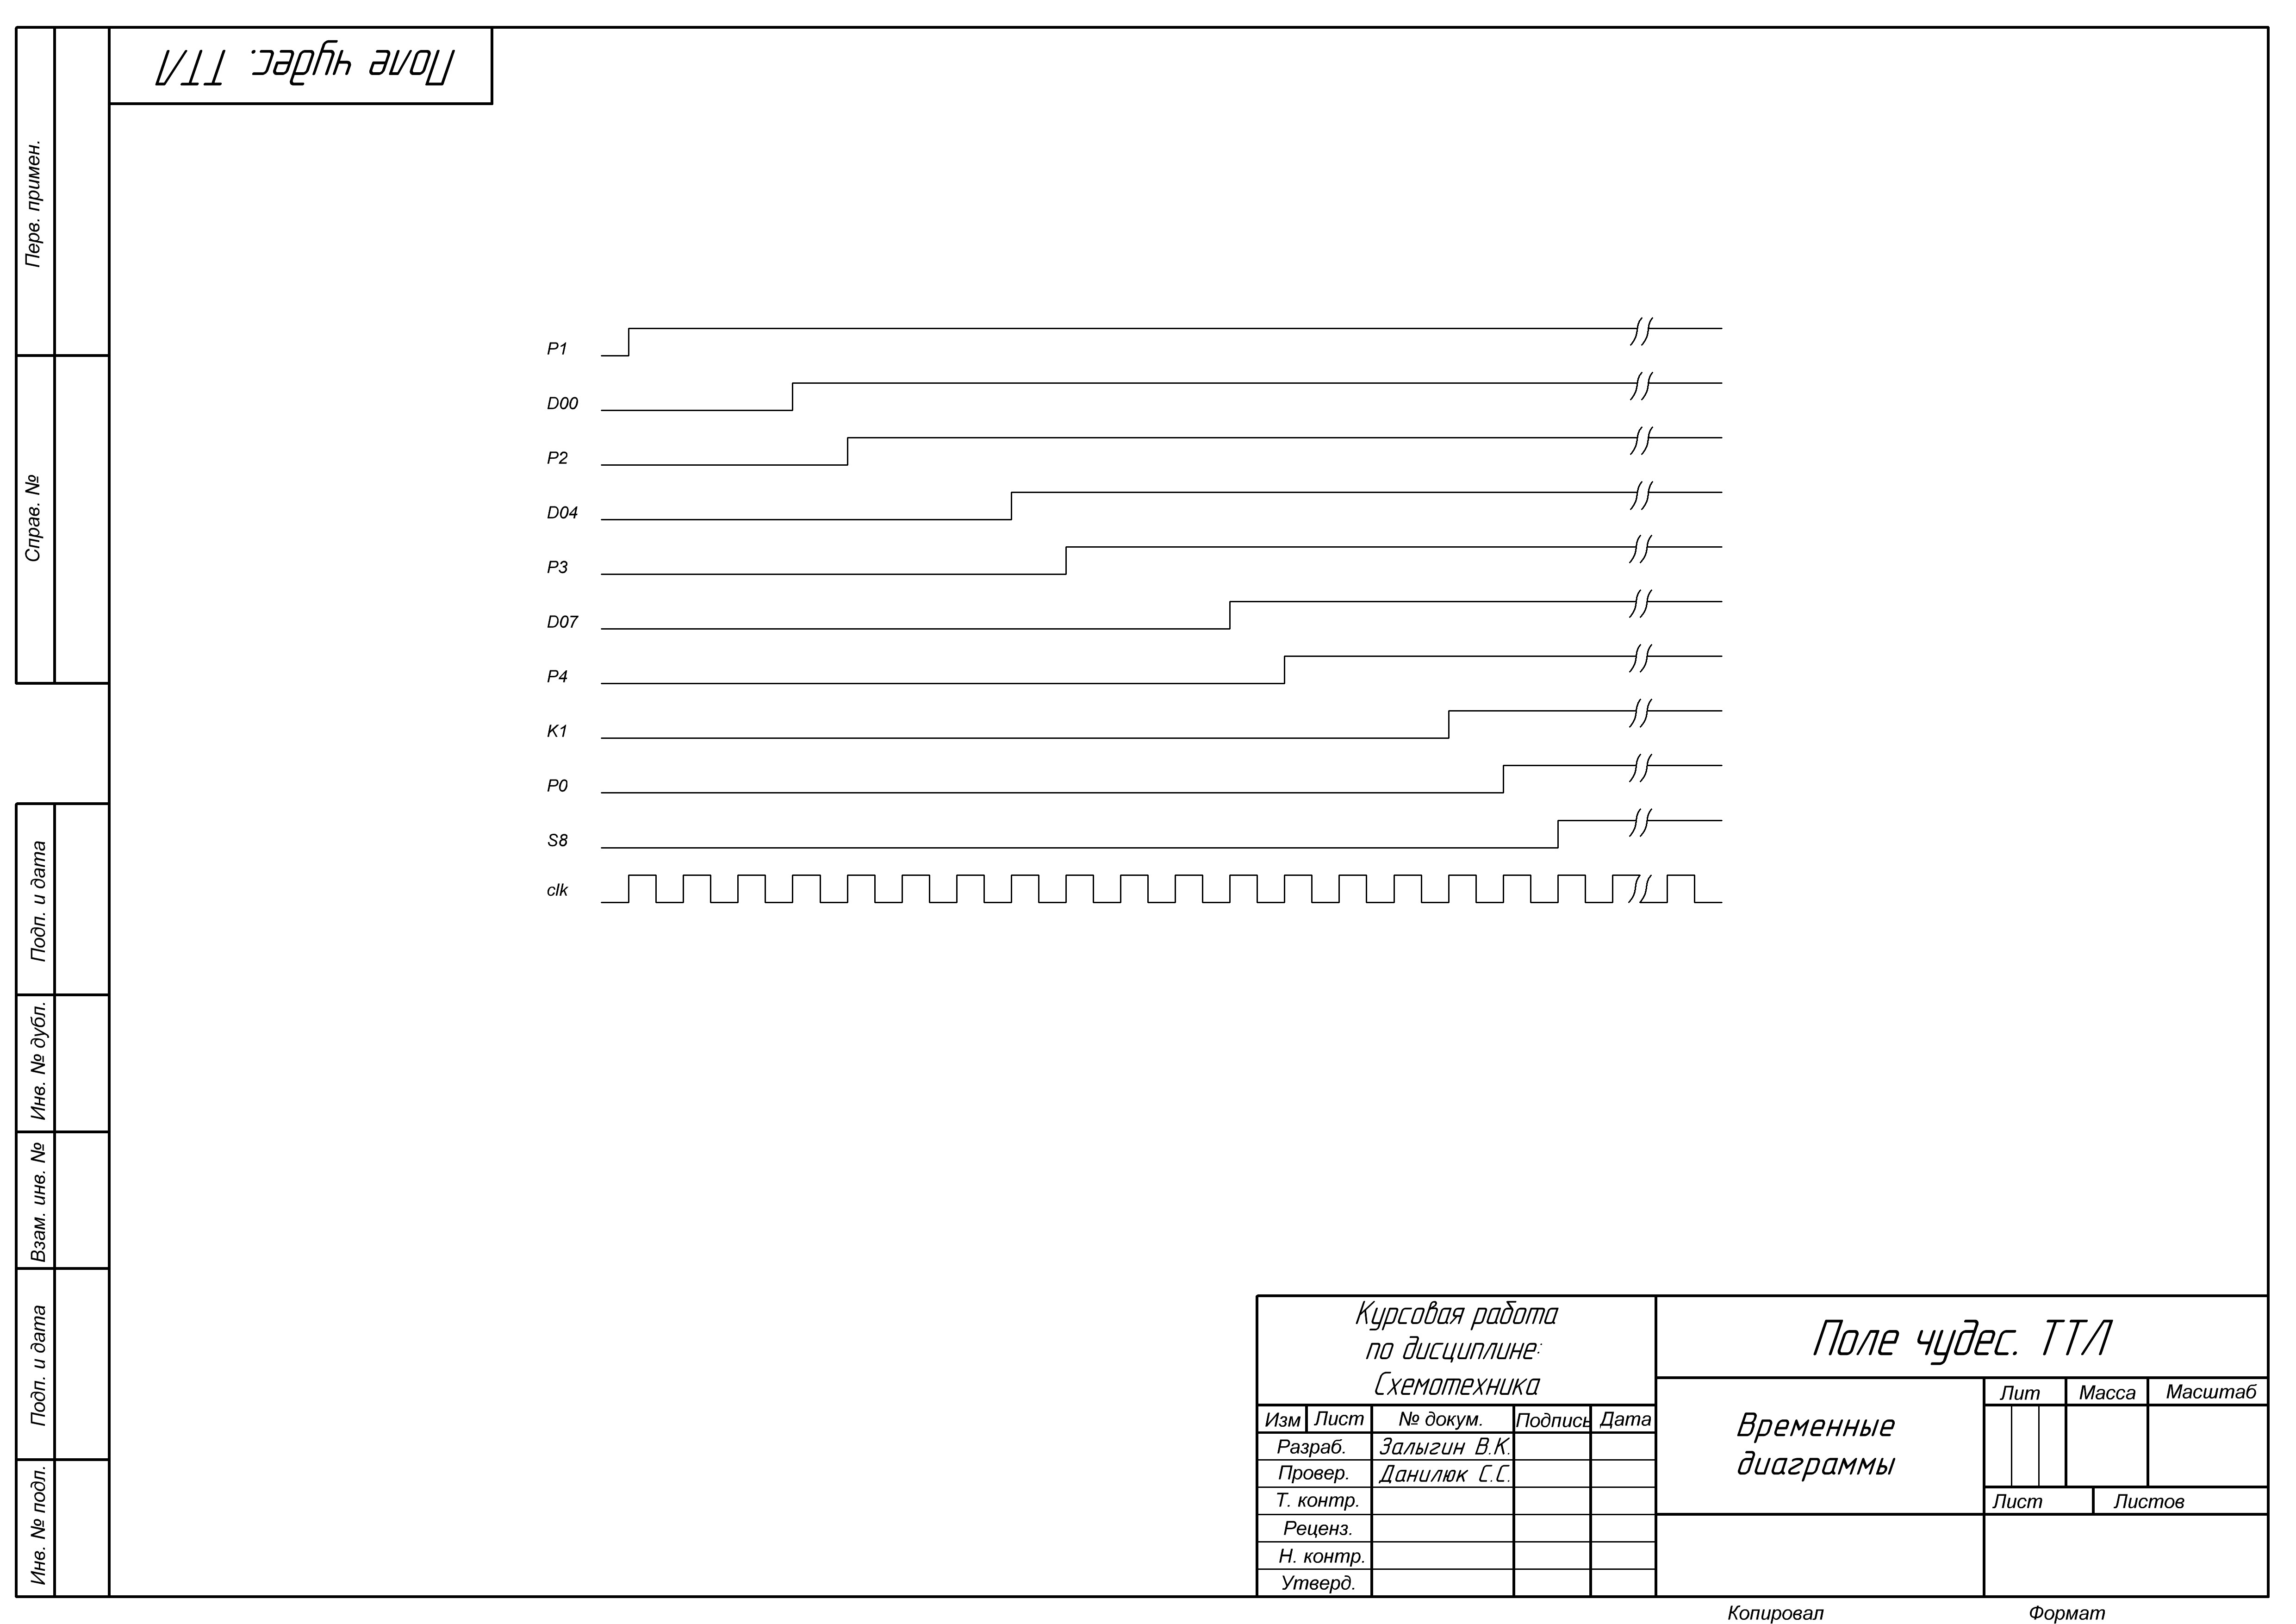 Поле чудес. ТТЛ
Перв. примен.
Справ. №
Подп. и дата
Инв. № дубл.
Взам. инв. №
Подп. и дата
Инв. № подл.
P1
D00
P2
D04
P3
D07
P4
K1
P0
S8
clk
Курсовая работа
по дисциплине:
Схемотехника
Изм Лист № докум. Подпись Дата
Разраб. Залыгин В.К.
Провер. Данилюк С.С.
Т. контр.
Реценз.
Н. контр.
Утверд.
Поле чудес. ТТЛ
Временные
диаграммы
Лит Масса Масштаб
Лист Листов
Копировал Формат